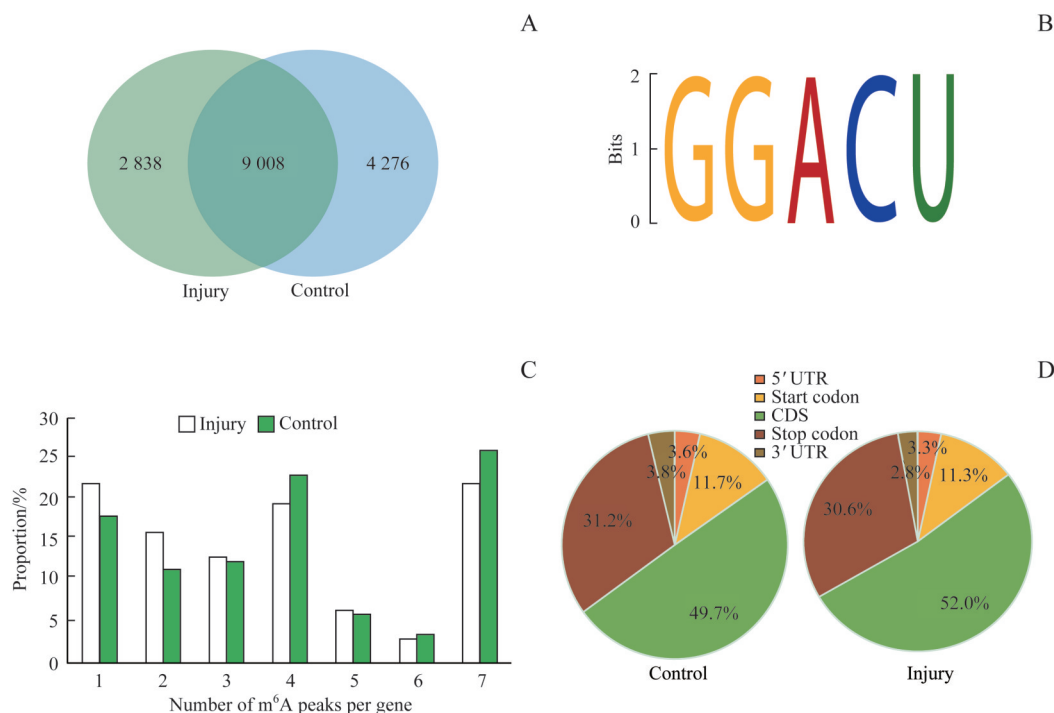 A
2 838
9 008
4 276
Injury
Control
B
2
1
0
Bits
GGACU
C
Injury
Control
30
25
20
15
10
5
0
Proportion/%
1 2 3 4 5 6 7
Number of m⁶A peaks per gene
D
5′ UTR
Start codon
CDS
Stop codon
3′ UTR
3.6%
3.8%
11.7%
31.2%
49.7%
Control
3.3%
2.8%
11.3%
30.6%
52.0%
Injury